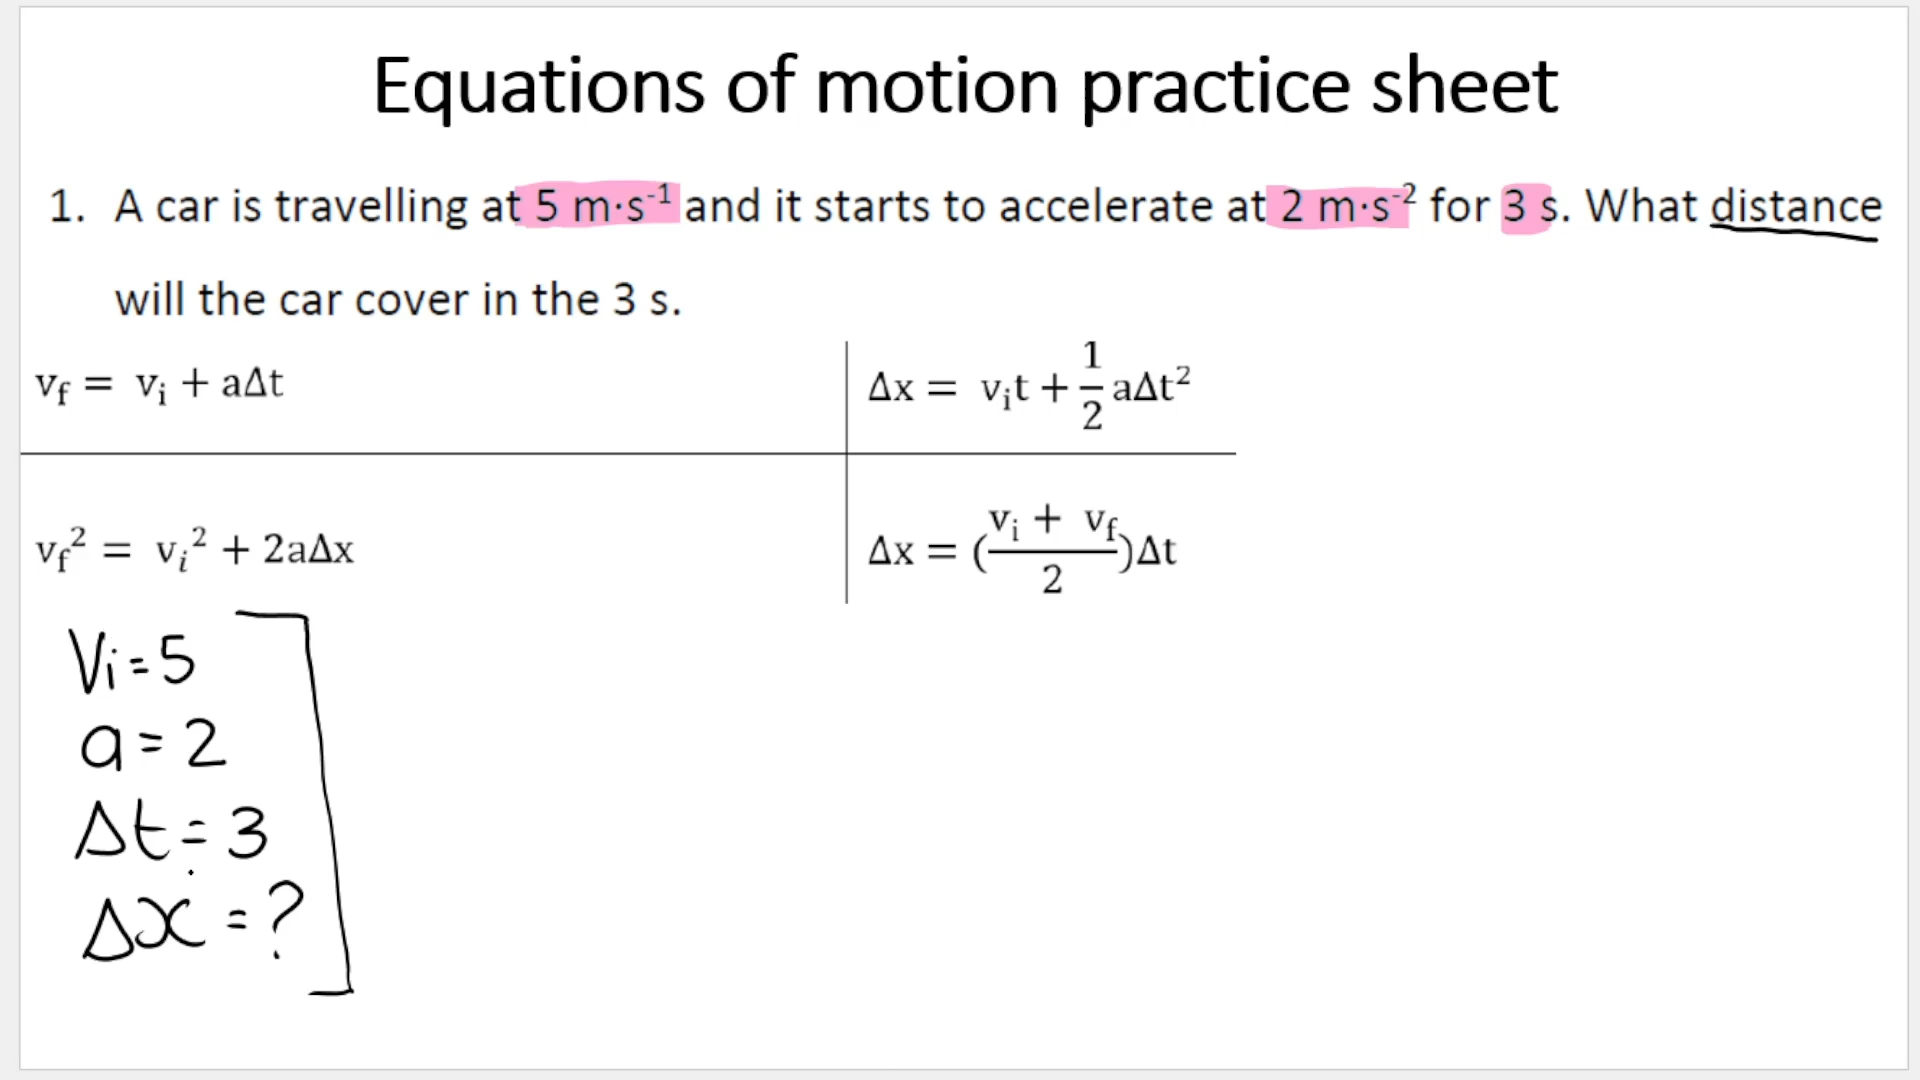 Equations of motion practice sheet
1. A car is travelling at 5 m·s⁻¹ and it starts to accelerate at 2 m·s⁻² for 3 s. What distance
will the car cover in the 3 s.
v_f = v_i + aΔt
Δx = v_i t + 1/2 aΔt²
v_f² = v_i² + 2aΔx
Δx = ((v_i + v_f)/2)Δt
Vi = 5
a = 2
Δt = 3
Δx = ?